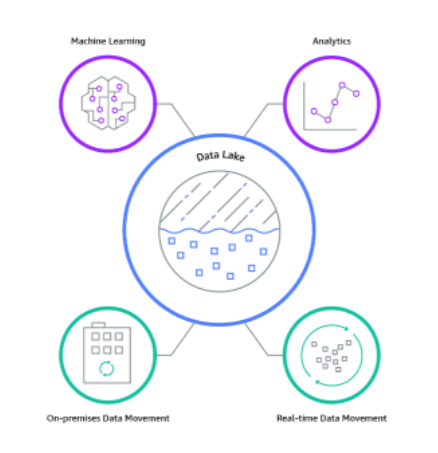 Machine Learning
Analytics
Data Lake
On-premises Data Movement
Real-time Data Movement